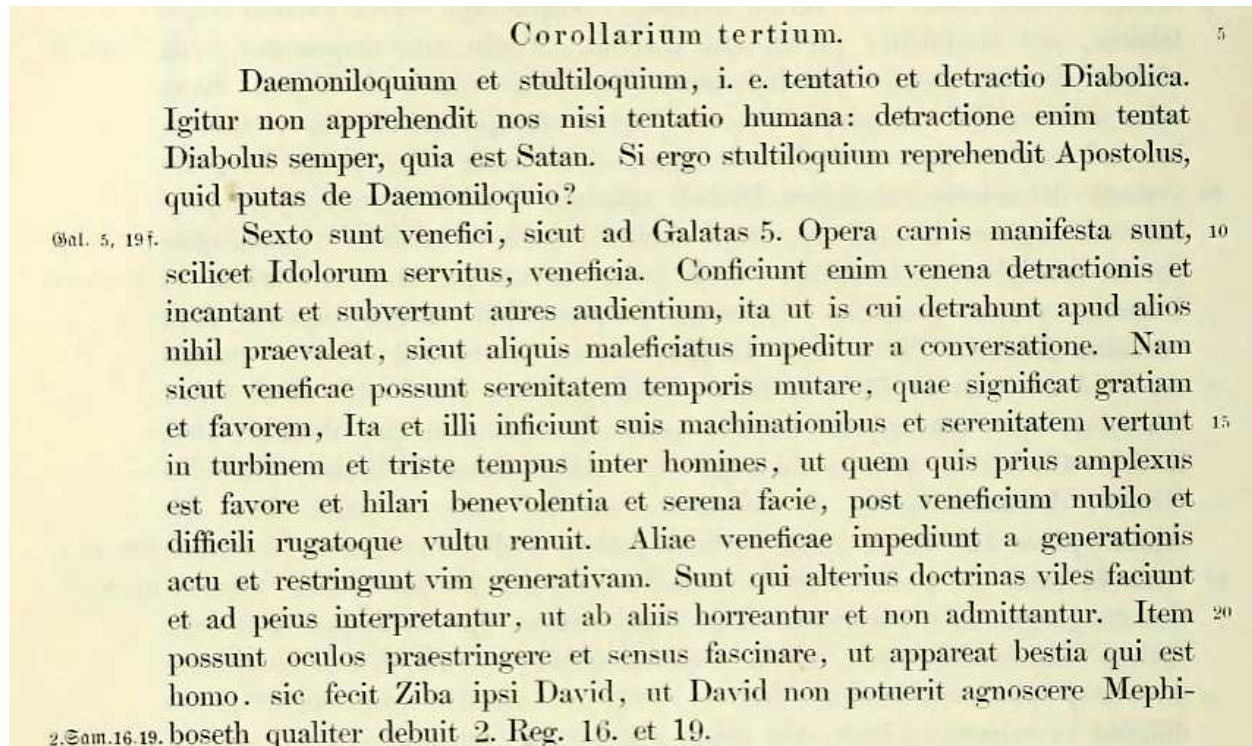 Corollarium tertium. 5
Daemoniloquium et stultiloquium, i. e. tentatio et detractio Diabolica.
Igitur non apprehendit nos nisi tentatio humana: detractione enim tentat
Diabolus semper, quia est Satan. Si ergo stultiloquium reprehendit Apostolus,
quid putas de Daemoniloquio?
Gal. 5, 19 f. Sexto sunt venefici, sicut ad Galatas 5. Opera carnis manifesta sunt, 10
scilicet Idolorum servitus, veneficia. Conficiunt enim venena detractionis et
incantant et subvertunt aures audientium, ita ut is cui detrahunt apud alios
nihil praevaleat, sicut aliquis maleficiatus impeditur a conversatione. Nam
sicut veneficae possunt serenitatem temporis mutare, quae significat gratiam
et favorem, Ita et illi inficiunt suis machinationibus et serenitatem vertunt 15
in turbinem et triste tempus inter homines, ut quem quis prius amplexus
est favore et hilari benevolentia et serena facie, post veneficium nubilo et
difficili rugatoque vultu renuit. Aliae veneficae impediunt a generationis
actu et restringunt vim generativam. Sunt qui alterius doctrinas viles faciunt
et ad peius interpretantur, ut ab aliis horreantur et non admittantur. Item 20
possunt oculos praestringere et sensus fascinare, ut appareat bestia qui est
homo. sic fecit Ziba ipsi David, ut David non potuerit agnoscere Mephi-
2. Sam. 16. 19. boseth qualiter debuit 2. Reg. 16. et 19.